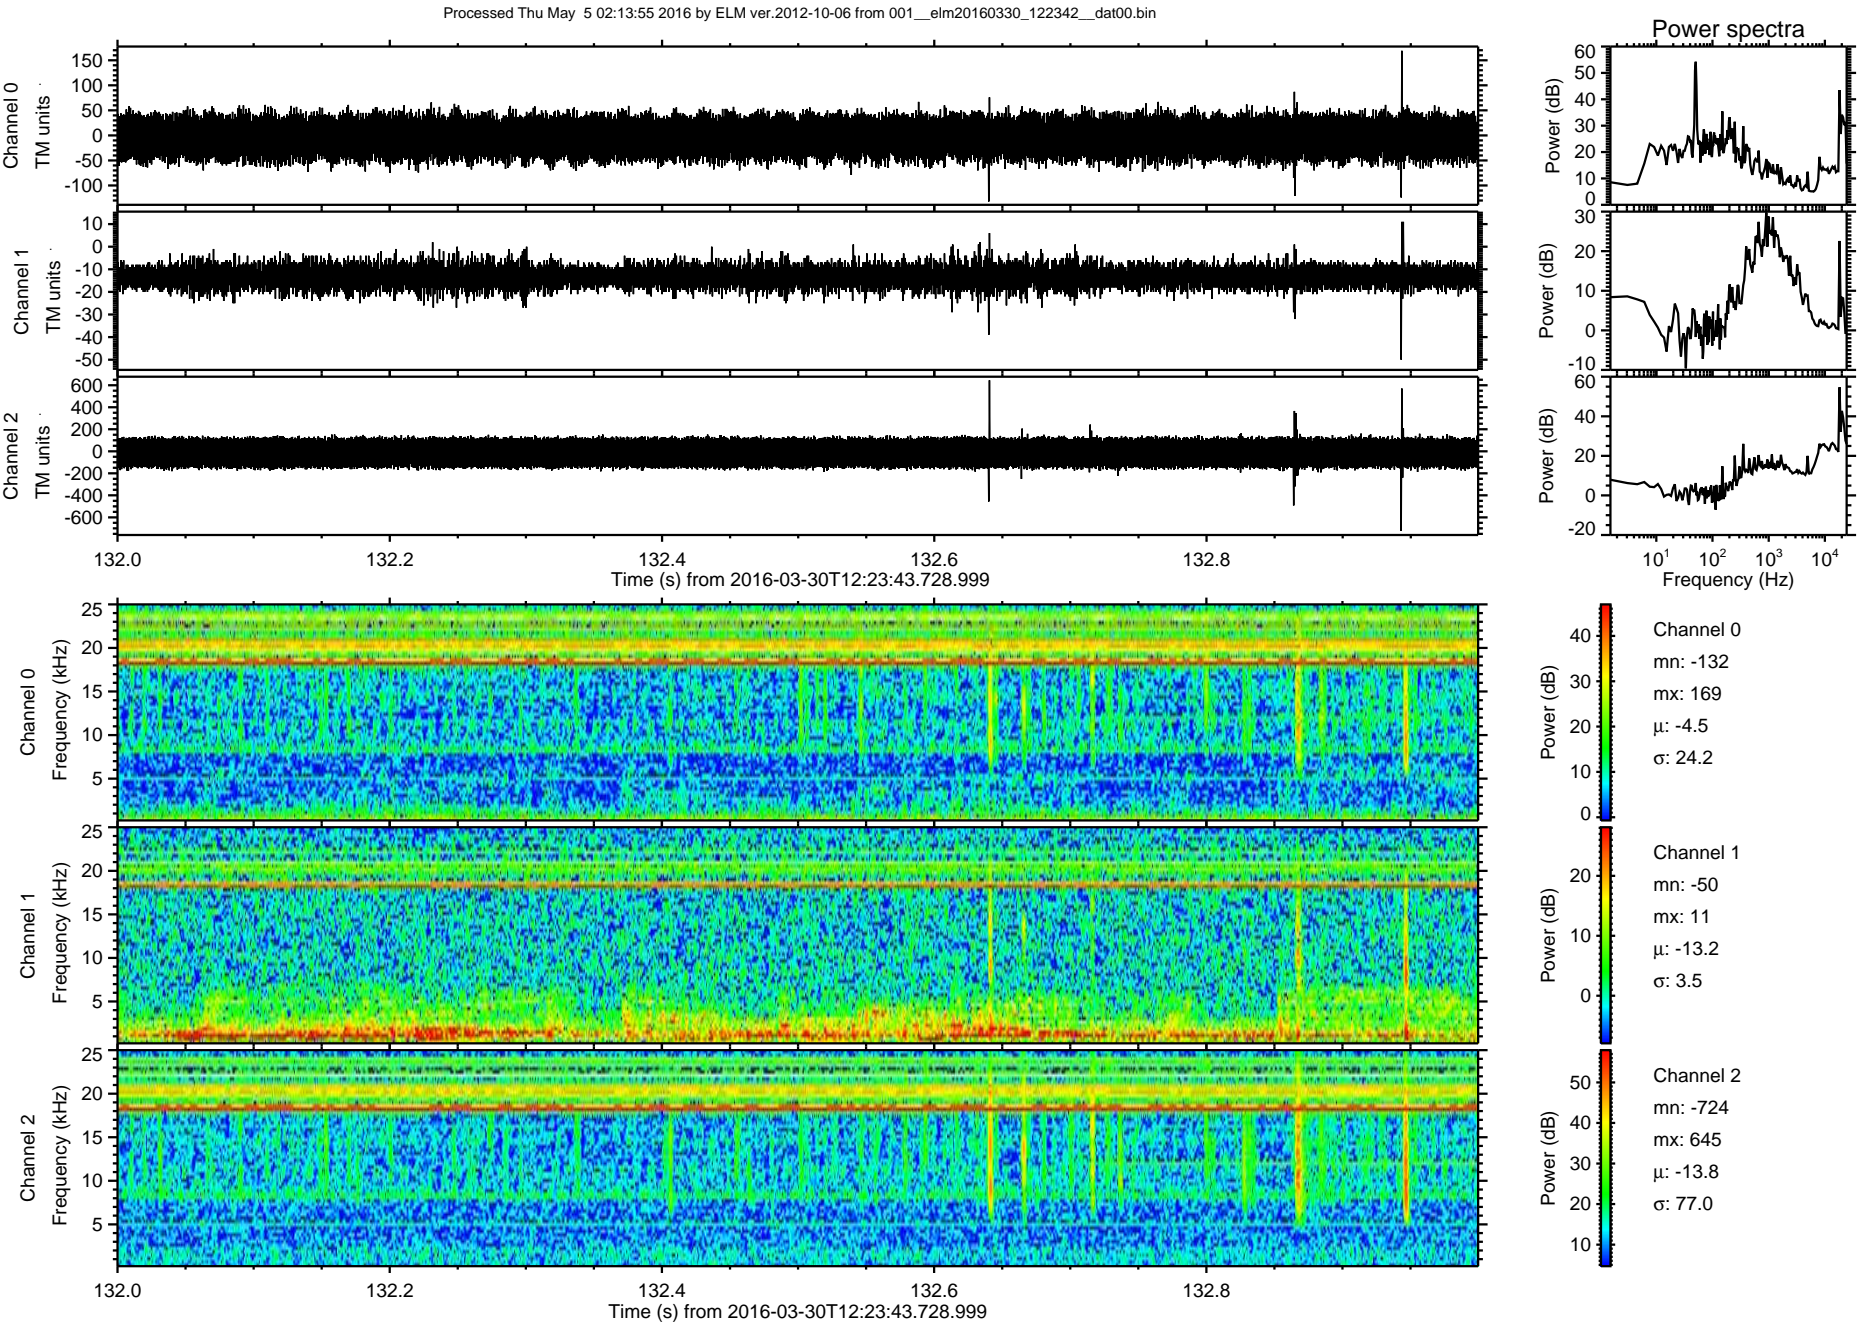 Processed Thu May  5 02:13:55 2016 by ELM ver.2012-10-06 from 001__elm20160330_122342__dat00.bin
Power spectra
Channel 0
TM units
150
100
50
0
-50
-100
Power (dB)
60
50
40
30
20
10
0
Channel 1
TM units
10
0
-10
-20
-30
-40
-50
Power (dB)
30
20
10
0
-10
Channel 2
TM units
600
400
200
0
-200
-400
-600
Power (dB)
60
40
20
0
-20
132.0 132.2 132.4 132.6 132.8
Time (s) from 2016-03-30T12:23:43.728.999
10^1 10^2 10^3 10^4
Frequency (Hz)
Channel 0
Frequency (kHz)
25
20
15
10
5
Power (dB)
40
30
20
10
0
Channel 0
mn: -132
mx: 169
μ: -4.5
σ: 24.2
Channel 1
Frequency (kHz)
25
20
15
10
5
Power (dB)
20
10
0
Channel 1
mn: -50
mx: 11
μ: -13.2
σ: 3.5
Channel 2
Frequency (kHz)
25
20
15
10
5
Power (dB)
50
40
30
20
10
Channel 2
mn: -724
mx: 645
μ: -13.8
σ: 77.0
132.0 132.2 132.4 132.6 132.8
Time (s) from 2016-03-30T12:23:43.728.999